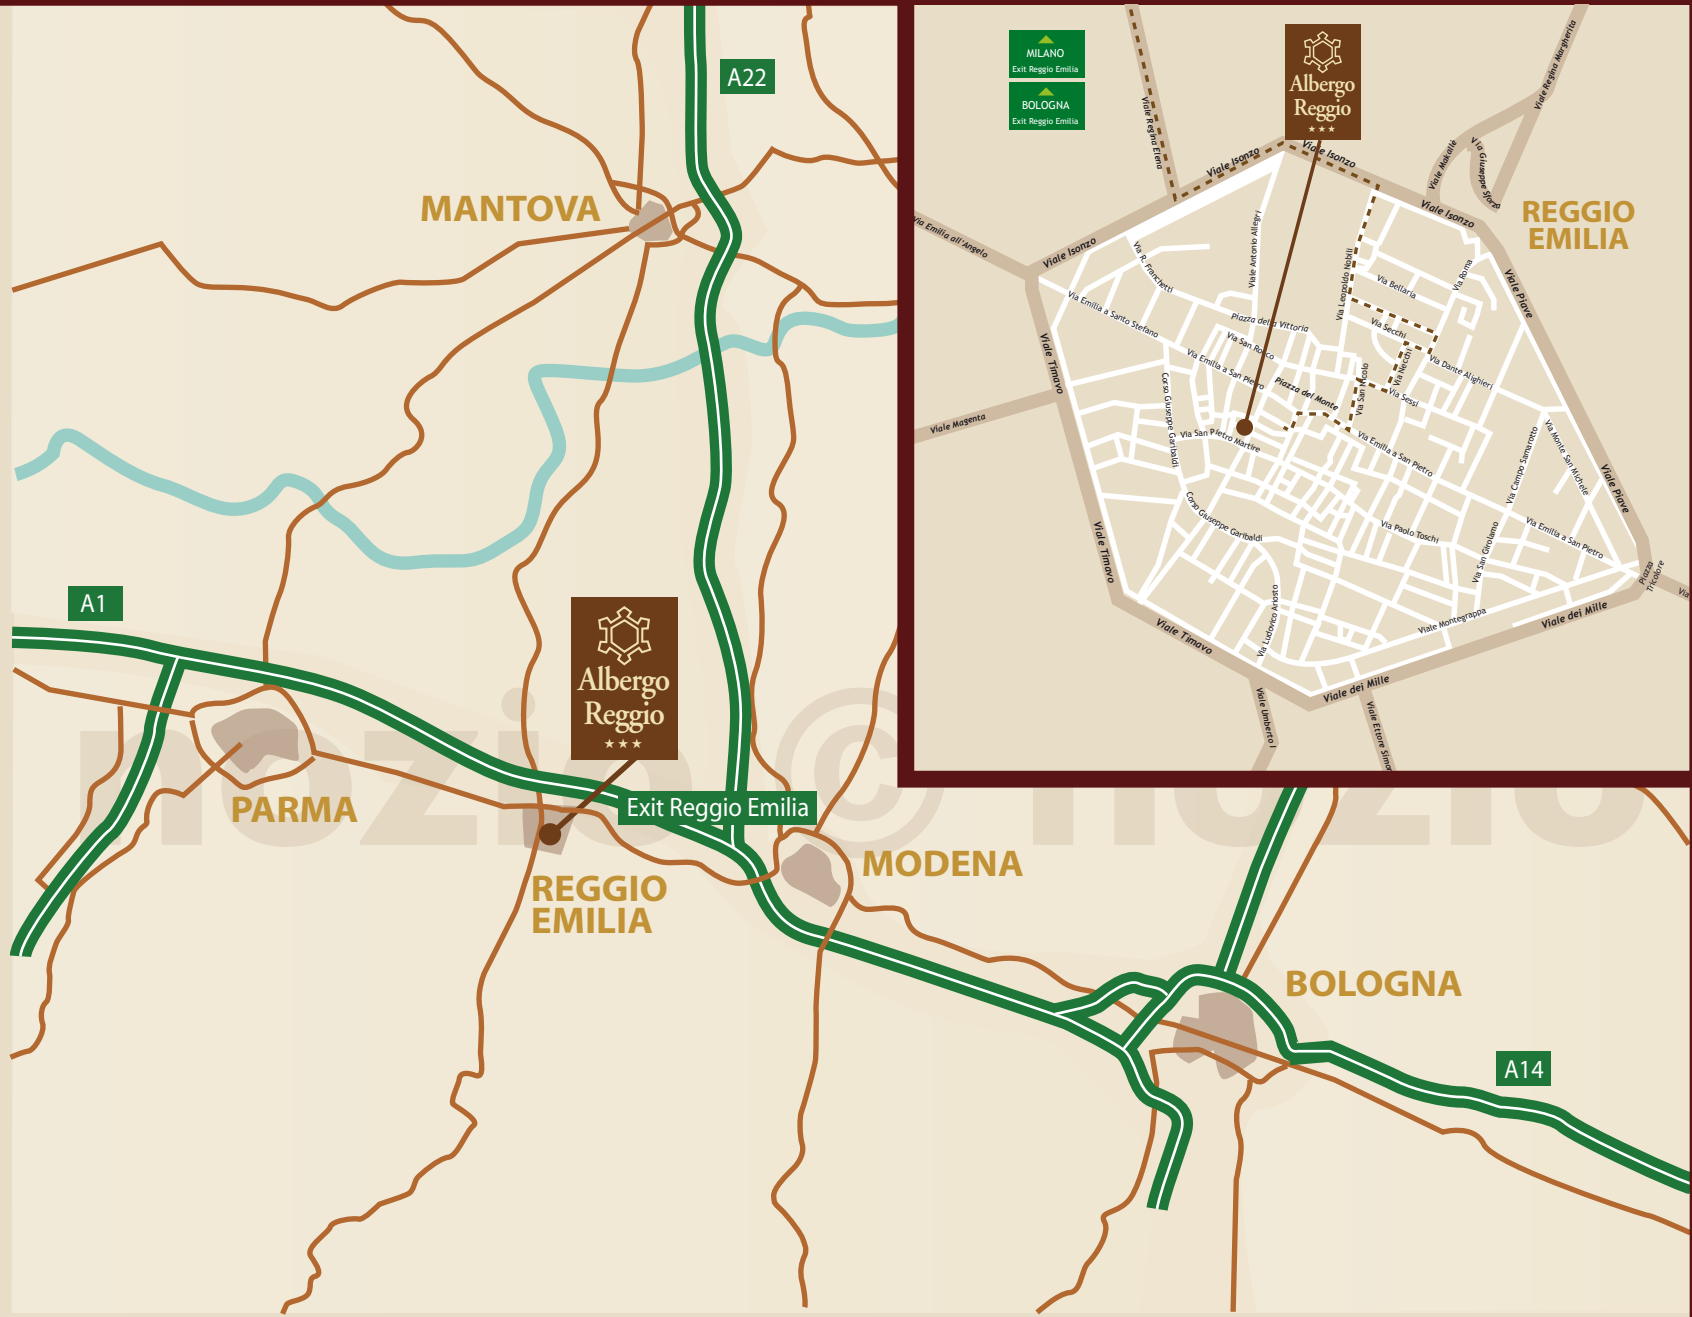 A22
MANTOVA
A1
Albergo
Reggio
Exit Reggio Emilia
PARMA
REGGIO
EMILIA
MODENA
BOLOGNA
A14
nozio © nozio
MILANO
Exit Reggio Emilia
BOLOGNA
Exit Reggio Emilia
Albergo
Reggio
REGGIO
EMILIA
Viale Regina Elena
Viale Isonzo
Viale Isonzo
Viale Regina Margherita
Viale Makallè
Via Giuseppe Sforza
Viale Isonzo
Via Emilia all'Angelo
Viale Isonzo
Via R. Franchetti
Viale Antonio Allegri
Via Leopoldo Nobili
Via Bellaria
Via Roma
Viale Piave
Via Emilia a Santo Stefano
Piazza della Vittoria
Via San Rocco
Via Secchi
Viale Timavo
Via Emilia a San Pietro
Piazza del Monte
Via San Nicolo
Via Necchi
Via Dante Alighieri
Via Sessi
Corso Giuseppe Garibaldi
Viale Magenta
Via San Pietro Martire
Via Emilia a San Pietro
Via Campo Samarotto
Via Monte San Michele
Viale Piave
Corso Giuseppe Garibaldi
Via Paolo Toschi
Via San Girolamo
Via Emilia a San Pietro
Viale Timavo
Piazza
Tricolore
Via
Via Ludovico Ariosto
Viale Montegrappa
Viale dei Mille
Viale Timavo
Viale dei Mille
Viale Umberto I
Viale Ettore Simo